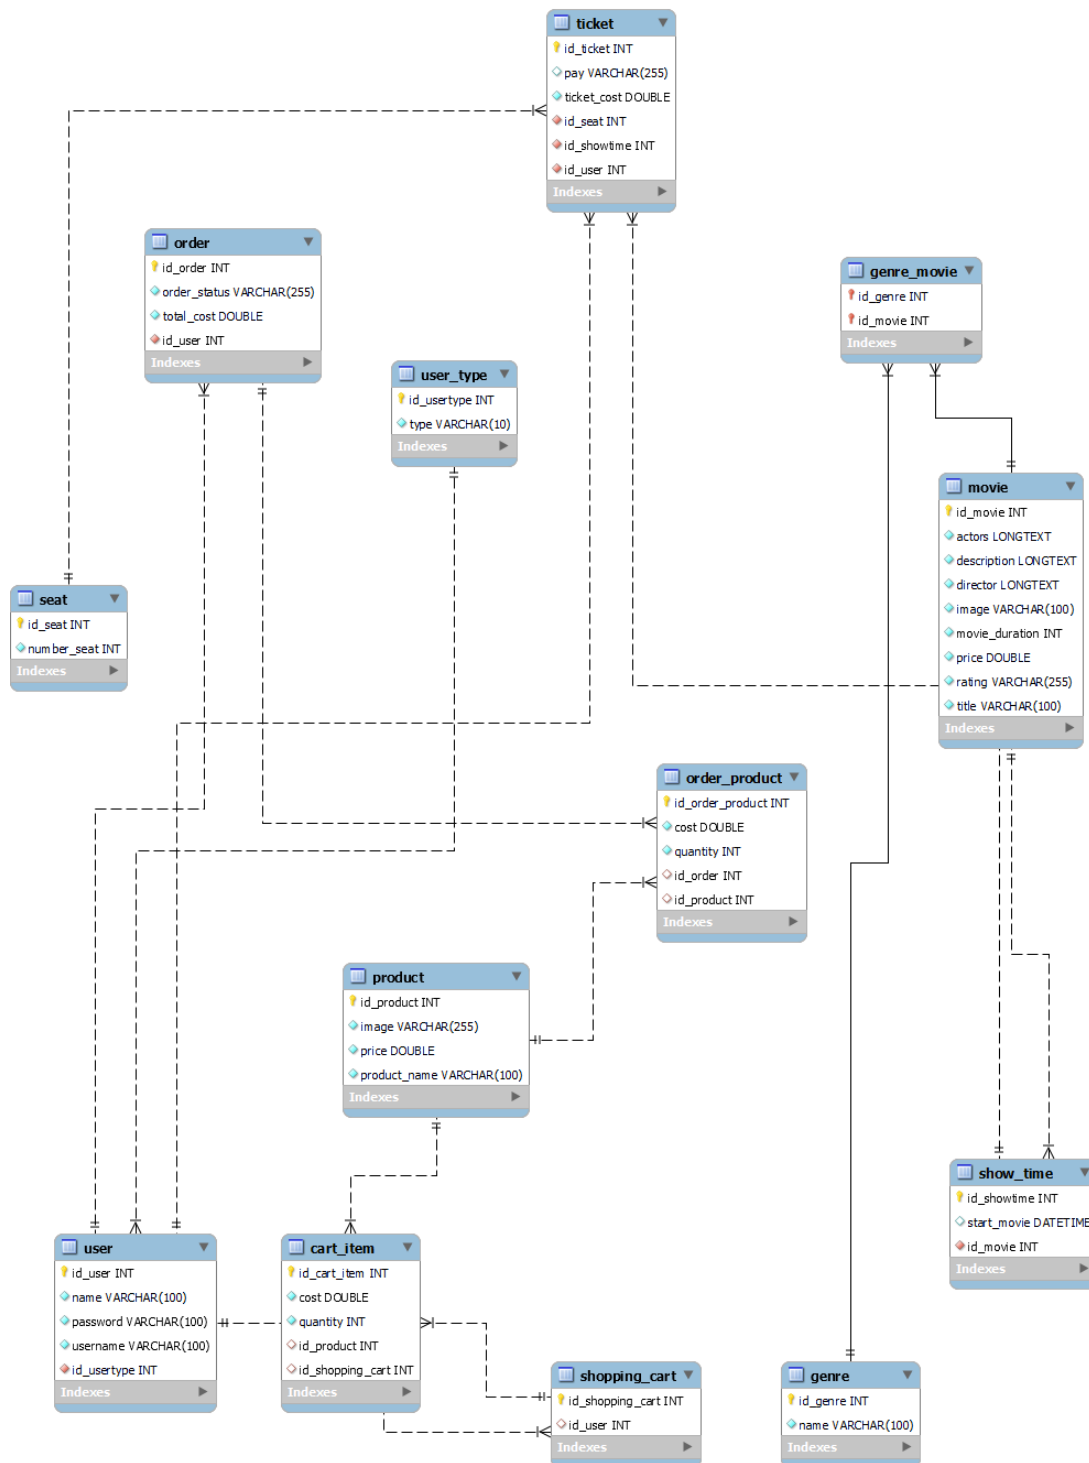 ticket
id_ticket INT
pay VARCHAR(255)
ticket_cost DOUBLE
id_seat INT
id_showtime INT
id_user INT
Indexes
order
id_order INT
order_status VARCHAR(255)
total_cost DOUBLE
id_user INT
Indexes
genre_movie
id_genre INT
id_movie INT
Indexes
user_type
id_usertype INT
type VARCHAR(10)
Indexes
movie
id_movie INT
actors LONGTEXT
description LONGTEXT
director LONGTEXT
image VARCHAR(100)
movie_duration INT
price DOUBLE
rating VARCHAR(255)
title VARCHAR(100)
Indexes
seat
id_seat INT
number_seat INT
Indexes
order_product
id_order_product INT
cost DOUBLE
quantity INT
id_order INT
id_product INT
Indexes
product
id_product INT
image VARCHAR(255)
price DOUBLE
product_name VARCHAR(100)
Indexes
show_time
id_showtime INT
start_movie DATETIME
id_movie INT
Indexes
user
id_user INT
name VARCHAR(100)
password VARCHAR(100)
username VARCHAR(100)
id_usertype INT
Indexes
cart_item
id_cart_item INT
cost DOUBLE
quantity INT
id_product INT
id_shopping_cart INT
Indexes
shopping_cart
id_shopping_cart INT
id_user INT
Indexes
genre
id_genre INT
name VARCHAR(100)
Indexes